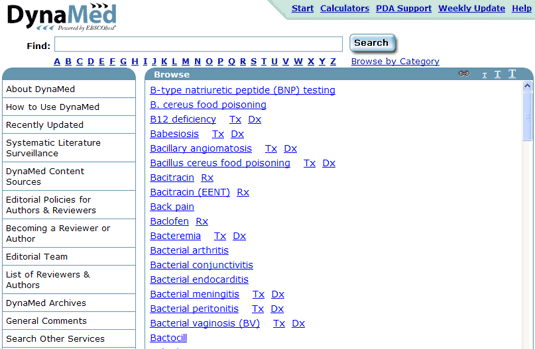 DynaMed
Powered by EBSCOhost
Start Calculators PDA Support Weekly Update Help
Find: Search
A B C D E F G H I J K L M N O P Q R S T U V W X Y Z Browse by Category
About DynaMed
How to Use DynaMed
Recently Updated
Systematic Literature
Surveillance
DynaMed Content
Sources
Editorial Policies for
Authors & Reviewers
Becoming a Reviewer or
Author
Editorial Team
List of Reviewers &
Authors
DynaMed Archives
General Comments
Search Other Services
Browse T T T
B-type natriuretic peptide (BNP) testing
B. cereus food poisoning
B12 deficiency Tx Dx
Babesiosis Tx Dx
Bacillary angiomatosis Tx Dx
Bacillus cereus food poisoning Tx Dx
Bacitracin Rx
Bacitracin (EENT) Rx
Back pain
Baclofen Rx
Bacteremia Tx Dx
Bacterial arthritis
Bacterial conjunctivitis
Bacterial endocarditis
Bacterial meningitis Tx Dx
Bacterial peritonitis Tx Dx
Bacterial vaginosis (BV) Tx Dx
Bactocill